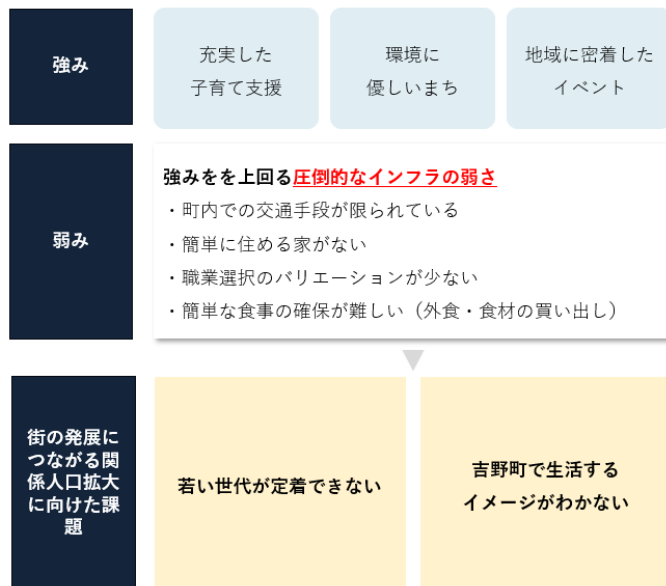 強み
充実した
子育て支援
環境に
優しいまち
地域に密着した
イベント
弱み
強みをを上回る圧倒的なインフラの弱さ
・町内での交通手段が限られている
・簡単に住める家がない
・職業選択のバリエーションが少ない
・簡単な食事の確保が難しい（外食・食材の買い出し）
街の発展に
つながる関
係人口拡大
に向けた課
題
若い世代が定着できない
吉野町で生活する
イメージがわかない